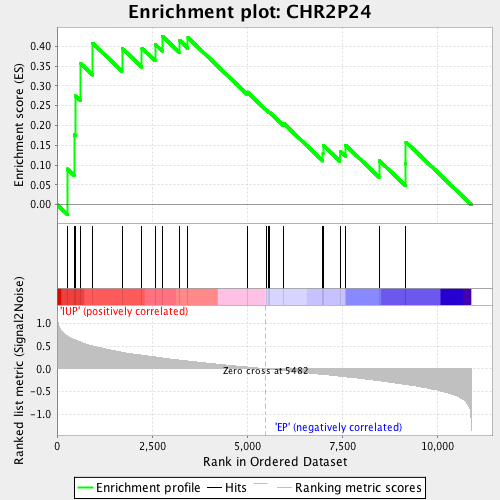 Enrichment plot: CHR2P24
Enrichment score (ES)
0.40
0.35
0.30
0.25
0.20
0.15
0.10
0.05
0.00
'IUP' (positively correlated)
Ranked list metric (Signal2Noise)
1.0
0.5
0.0
-0.5
-1.0
Zero cross at 5482
'EP' (negatively correlated)
0 2,500 5,000 7,500 10,000
Rank in Ordered Dataset
Enrichment profile Hits Ranking metric scores